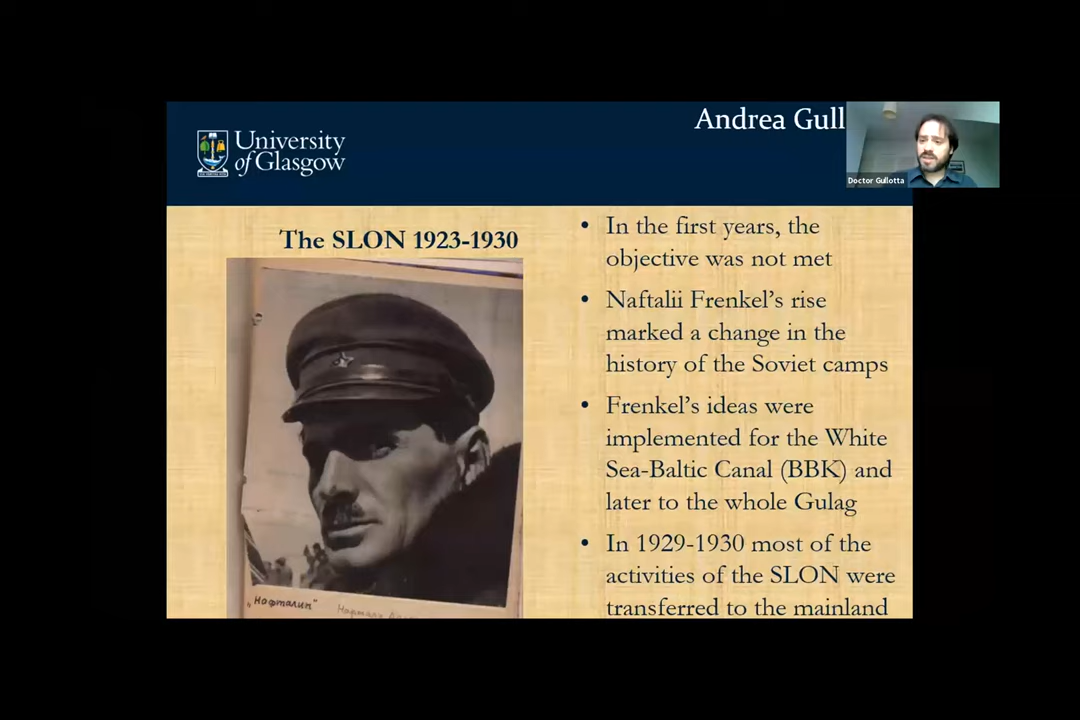 University
of Glasgow
Andrea Gull
Doctor Gullotta
The SLON 1923-1930
• In the first years, the
objective was not met
• Naftalii Frenkel’s rise
marked a change in the
history of the Soviet camps
• Frenkel’s ideas were
implemented for the White
Sea-Baltic Canal (BBK) and
later to the whole Gulag
• In 1929-1930 most of the
activities of the SLON were
transferred to the mainland
„Нафталин“